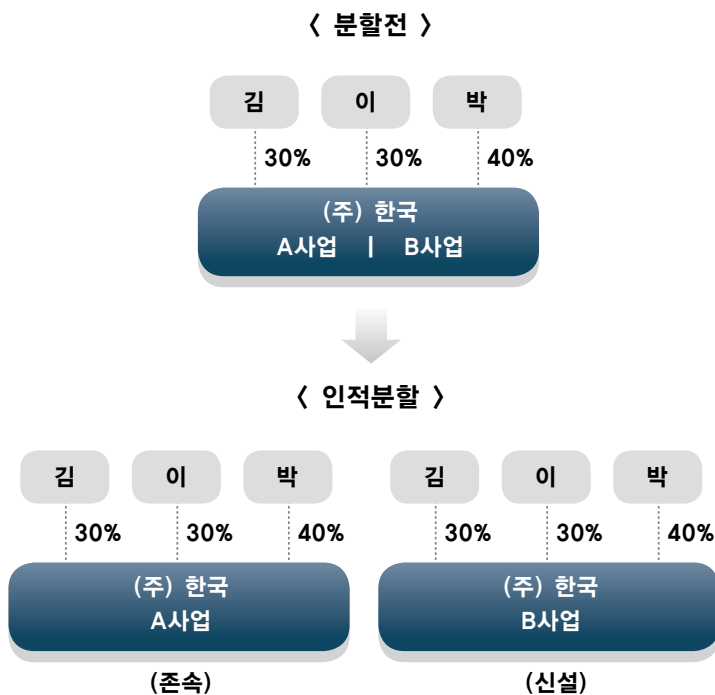 〈 분할전 〉
김 이 박
30% 30% 40%
(주) 한국
A사업 | B사업
〈 인적분할 〉
김 이 박 김 이 박
30% 30% 40% 30% 30% 40%
(주) 한국 (주) 한국
A사업 B사업
(존속) (신설)